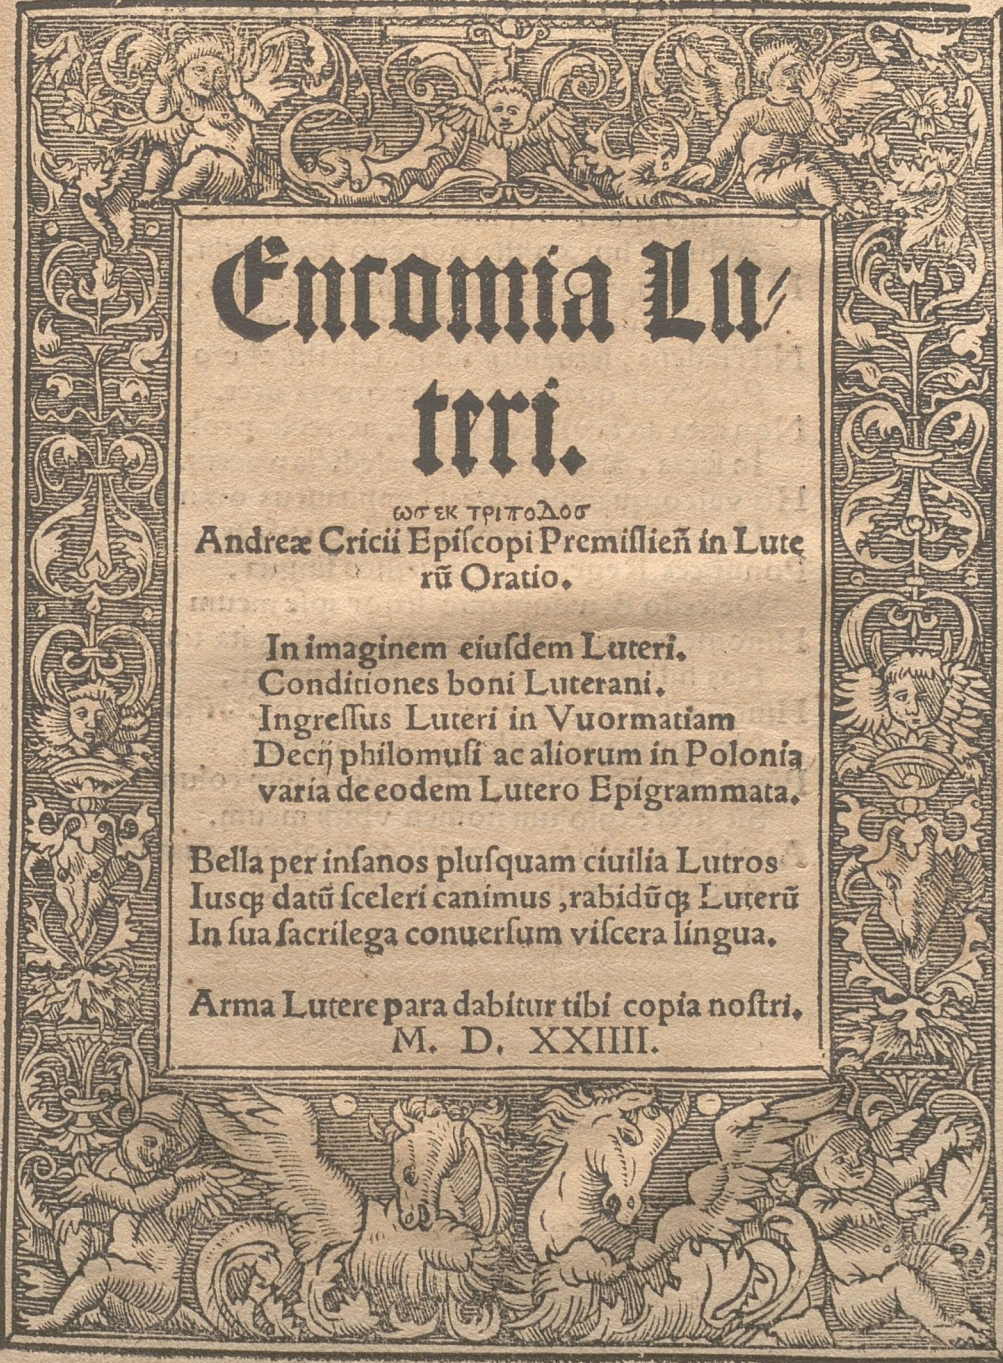 Encomia Lu⸗
teri.
ωσ εκ τριποδοσ
Andreæ Cricii Epiſcopi Premiſlien̄ in Lute
rū Oratio.
In imaginem eiuſdem Luteri.
Conditiones boni Luterani.
Ingreſſus Luteri in Vuormatiam
Decij philomuſi ac aliorum in Polonia
varia de eodem Lutero Epigrammata.
Bella per inſanos pluſquam ciuilia Lutros
Iusqꝫ datū ſceleri canimus, rabidūqꝫ Luterū
In ſua ſacrilega conuerſum viſcera lingua.
Arma Lutere para dabitur tibi copia noſtri.
M. D. XXIIII.